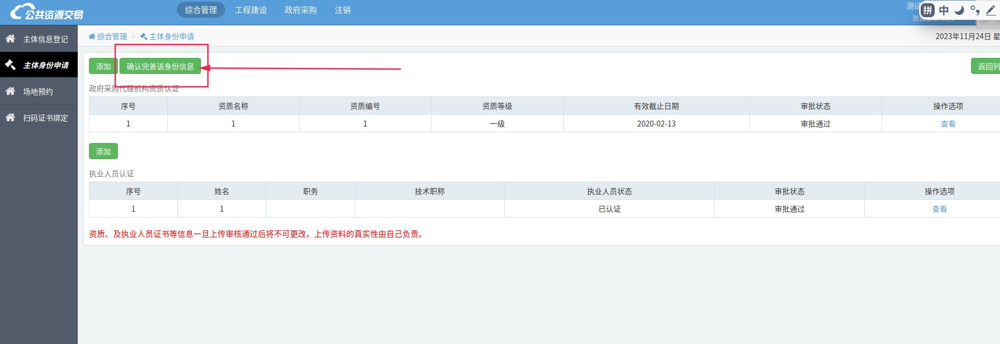 公共资源交易
综合管理 工程建设 政府采购 注销
测试
拼 中
主体信息登记
主体身份申请
场地预约
扫码证书绑定
综合管理 > 主体身份申请
2023年11月24日 星
添加 确认完善该身份信息
返回列
政府采购代理机构资质认证
序号 资质名称 资质编号 资质等级 有效截止日期 审批状态 操作选项
1 1 1 一级 2020-02-13 审批通过 查看
添加
执业人员认证
序号 姓名 职务 技术职称 执业人员状态 审批状态 操作选项
1 1 已认证 审批通过 查看
资质、及执业人员证书等信息一旦上传审核通过后将不可更改，上传资料的真实性由自己负责。